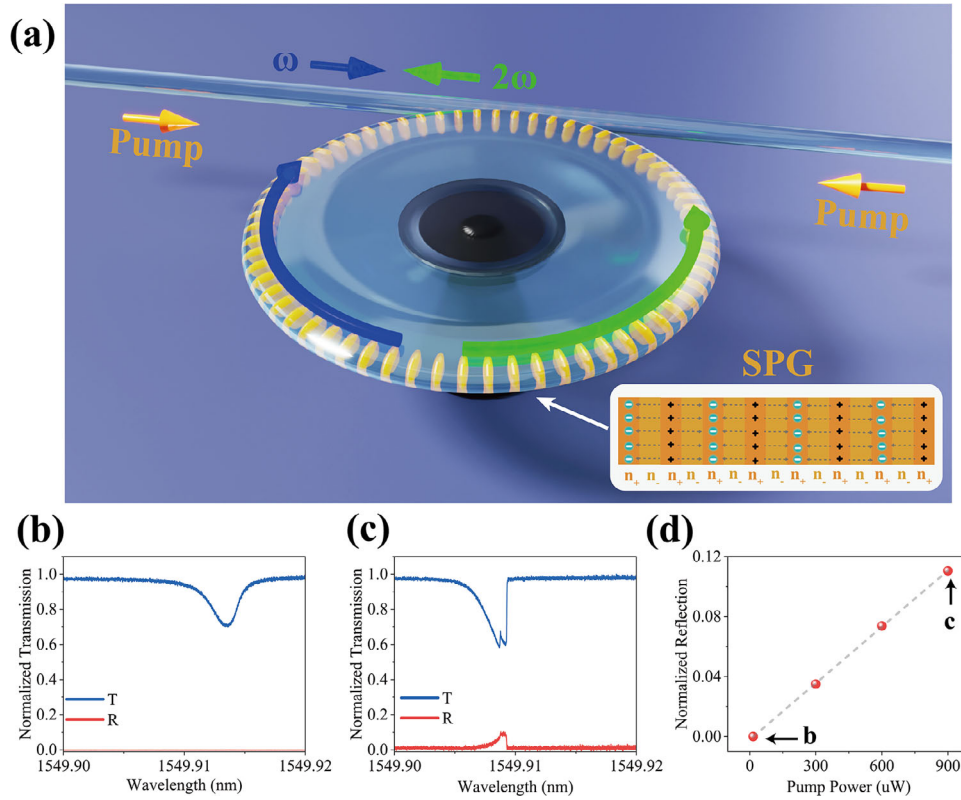 (a)
ω
2ω
Pump
Pump
SPG
n+ n- n+ n- n+ n- n+ n- n+ n- n+ n- n+ n- n+
(b)
Normalized Transmission
1.0
0.8
0.6
0.4
0.2
0.0
T
R
1549.90 1549.91 1549.92
Wavelength (nm)
(c)
Normalized Transmission
1.0
0.8
0.6
0.4
0.2
0.0
T
R
1549.90 1549.91 1549.92
Wavelength (nm)
(d)
Normalized Reflection
0.12
0.08
0.04
0.00
c
b
0 300 600 900
Pump Power (uW)